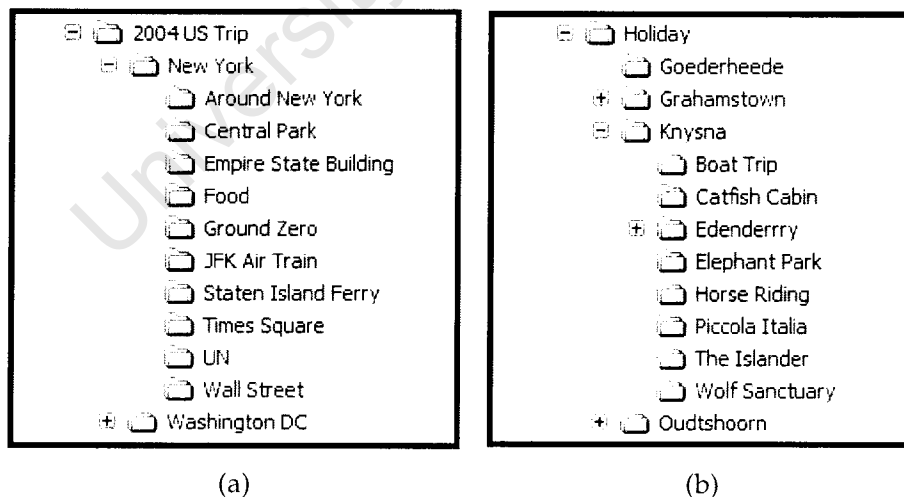 2004 US Trip
New York
Around New York
Central Park
Empire State Building
Food
Ground Zero
JFK Air Train
Staten Island Ferry
Times Square
UN
Wall Street
Washington DC
(a)
Holiday
Goederheede
Grahamstown
Knysna
Boat Trip
Catfish Cabin
Edenderrry
Elephant Park
Horse Riding
Piccola Italia
The Islander
Wolf Sanctuary
Oudtshoorn
(b)
University